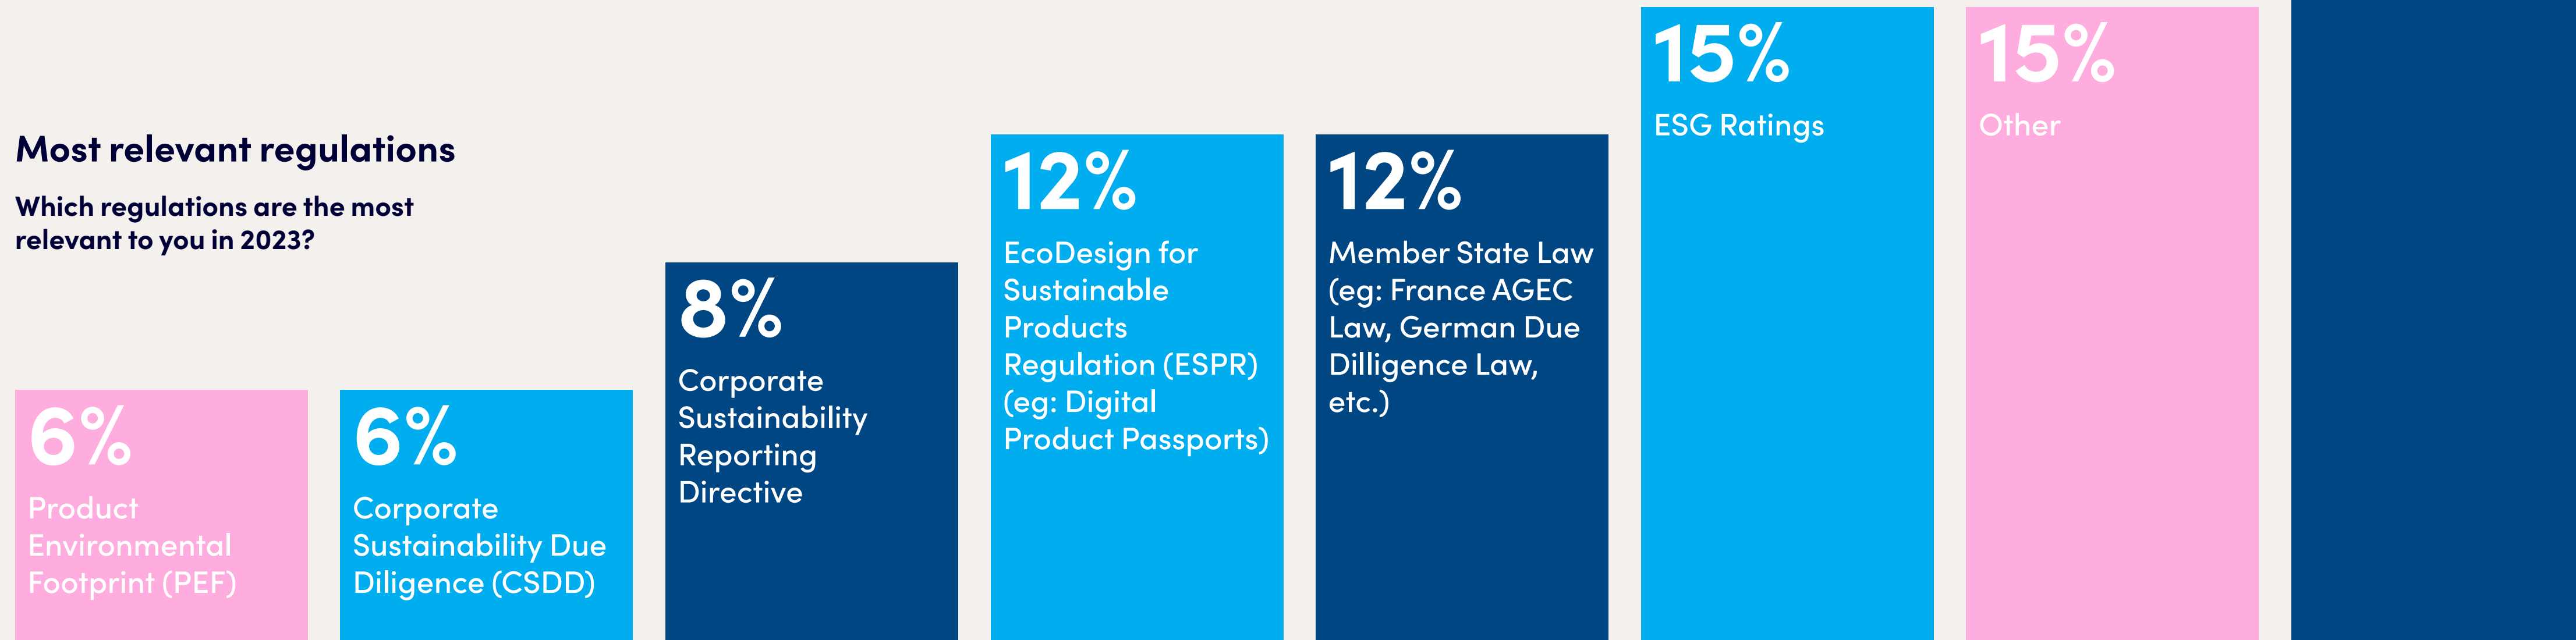 Most relevant regulations
Which regulations are the most
relevant to you in 2023?
6%
Product
Environmental
Footprint (PEF)
6%
Corporate
Sustainability Due
Diligence (CSDD)
8%
Corporate
Sustainability
Reporting
Directive
12%
EcoDesign for
Sustainable
Products
Regulation (ESPR)
(eg: Digital
Product Passports)
12%
Member State Law
(eg: France AGEC
Law, German Due
Dilligence Law,
etc.)
15%
ESG Ratings
15%
Other